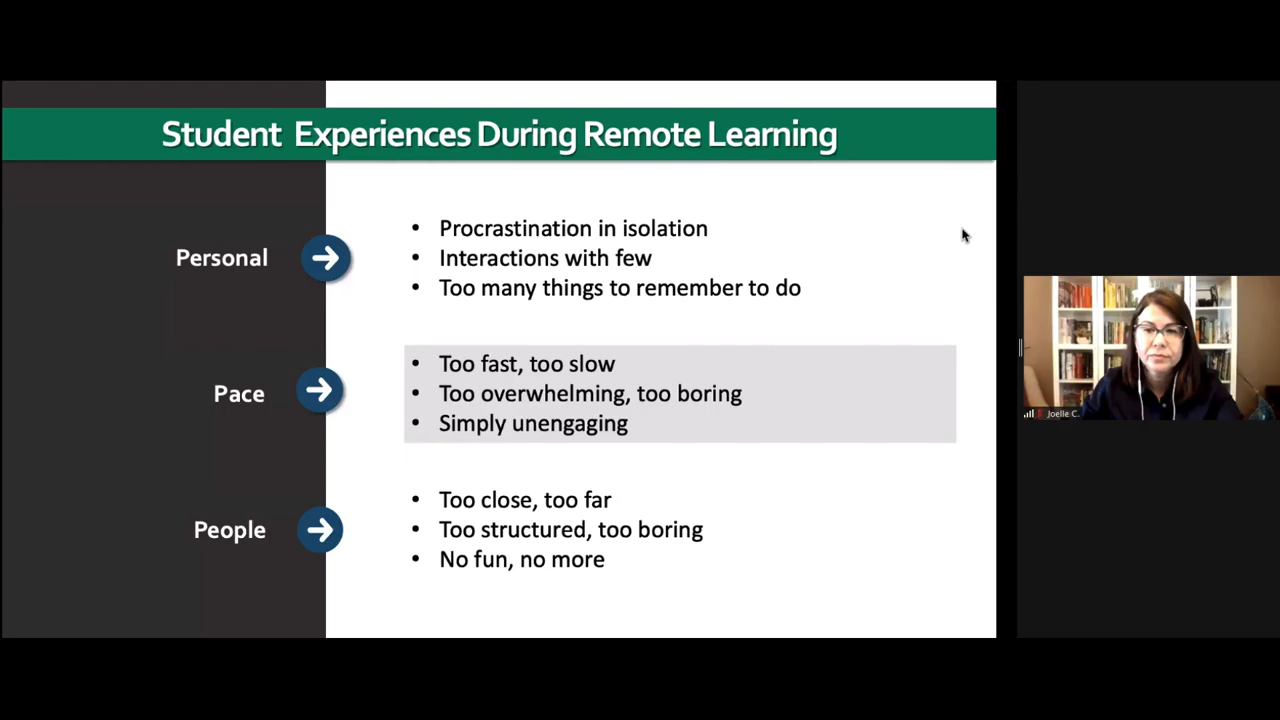 Student Experiences During Remote Learning
Personal
• Procrastination in isolation
• Interactions with few
• Too many things to remember to do
Pace
• Too fast, too slow
• Too overwhelming, too boring
• Simply unengaging
People
• Too close, too far
• Too structured, too boring
• No fun, no more
Joelle C.